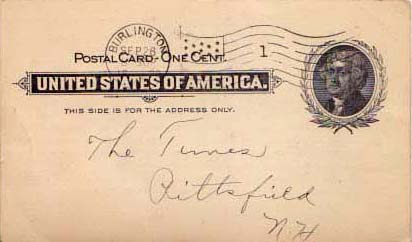 BURLINGTON
SEP 28
1
POSTAL CARD - ONE CENT.
UNITED STATES OF AMERICA.
THIS SIDE IS FOR THE ADDRESS ONLY.
The Times
Pittsfield
N.H